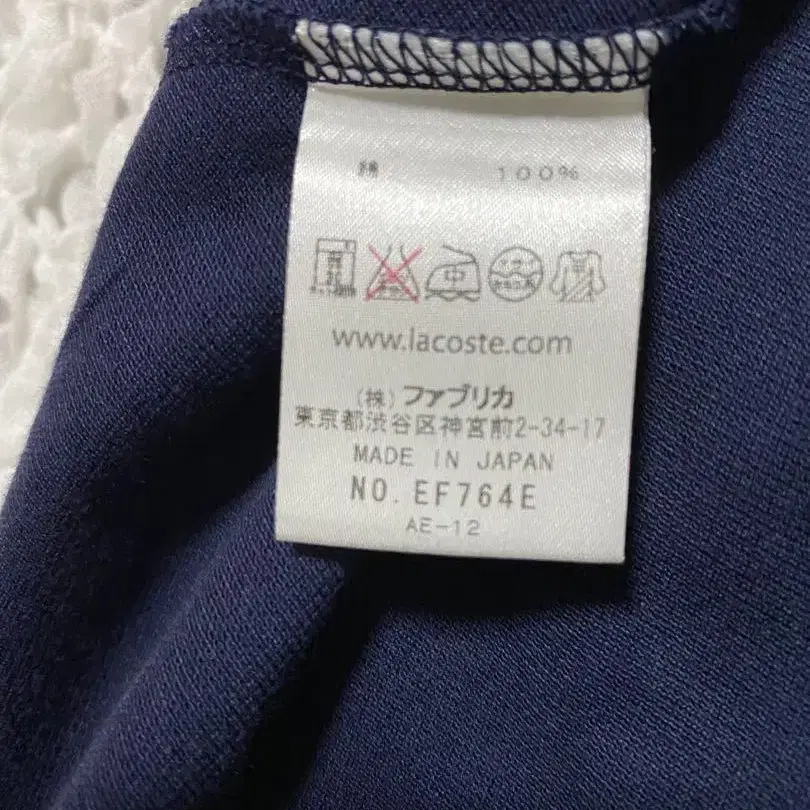 綿 100%
中
www.lacoste.com
(株) ファブリカ
東京都渋谷区神宮前2-34-17
MADE IN JAPAN
NO. EF764E
AE-12